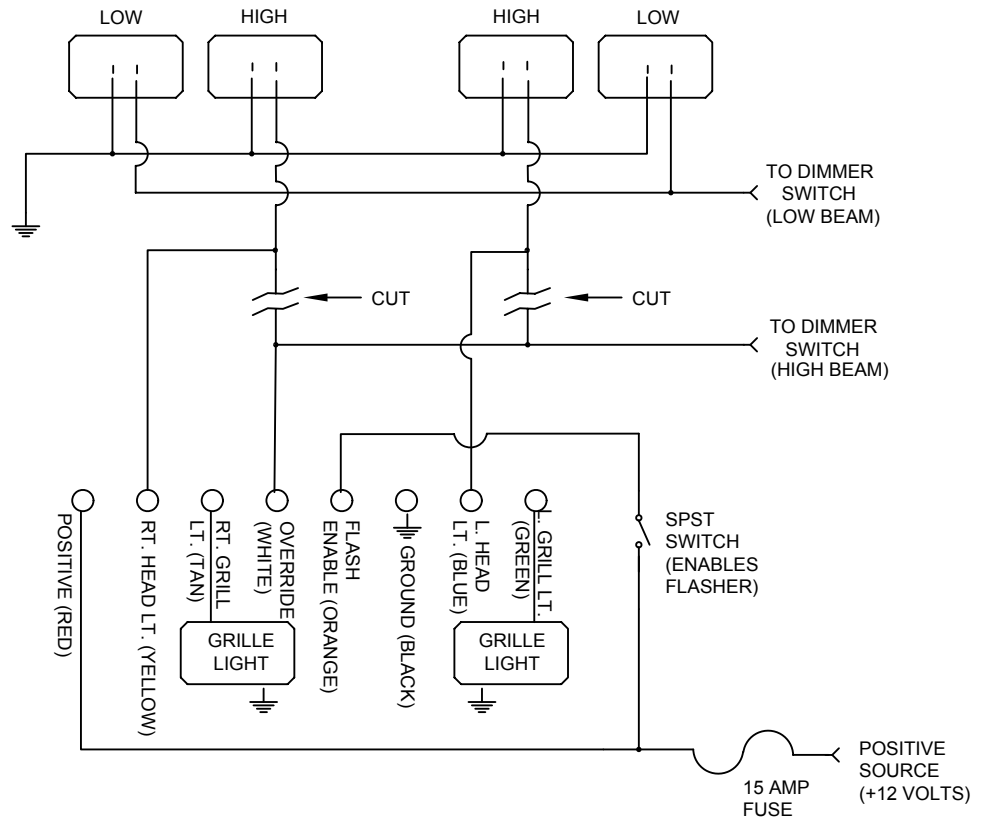 LOW
HIGH
HIGH
LOW
TO DIMMER
SWITCH
(LOW BEAM)
CUT
CUT
TO DIMMER
SWITCH
(HIGH BEAM)
POSITIVE (RED)
RT. HEAD LT. (YELLOW)
RT. GRILL
LT. (TAN)
OVERRIDE
(WHITE)
FLASH
ENABLE (ORANGE)
GROUND (BLACK)
L. HEAD
LT. (BLUE)
L. GRILL LT.
(GREEN)
SPST
SWITCH
(ENABLES
FLASHER)
GRILLE
LIGHT
GRILLE
LIGHT
15 AMP
FUSE
POSITIVE
SOURCE
(+12 VOLTS)